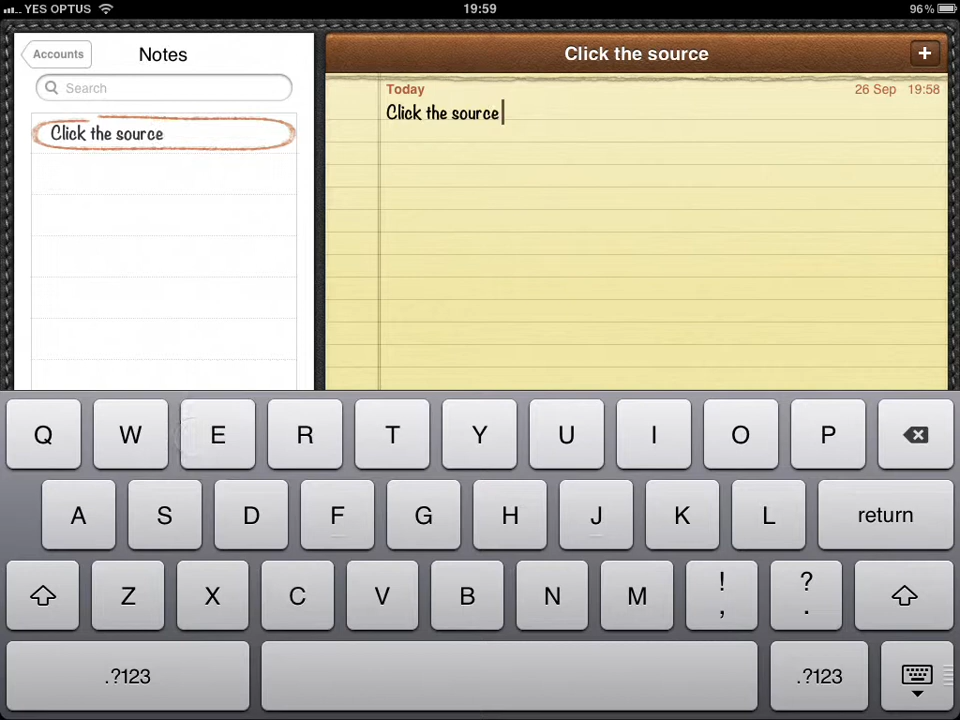 YES OPTUS 19:59 96%
Accounts Notes
Search
Click the source
Click the source +
Today 26 Sep 19:58
Click the source
Q W E R T Y U I O P
A S D F G H J K L return
Z X C V B N M ! , ? .
.?123 .?123